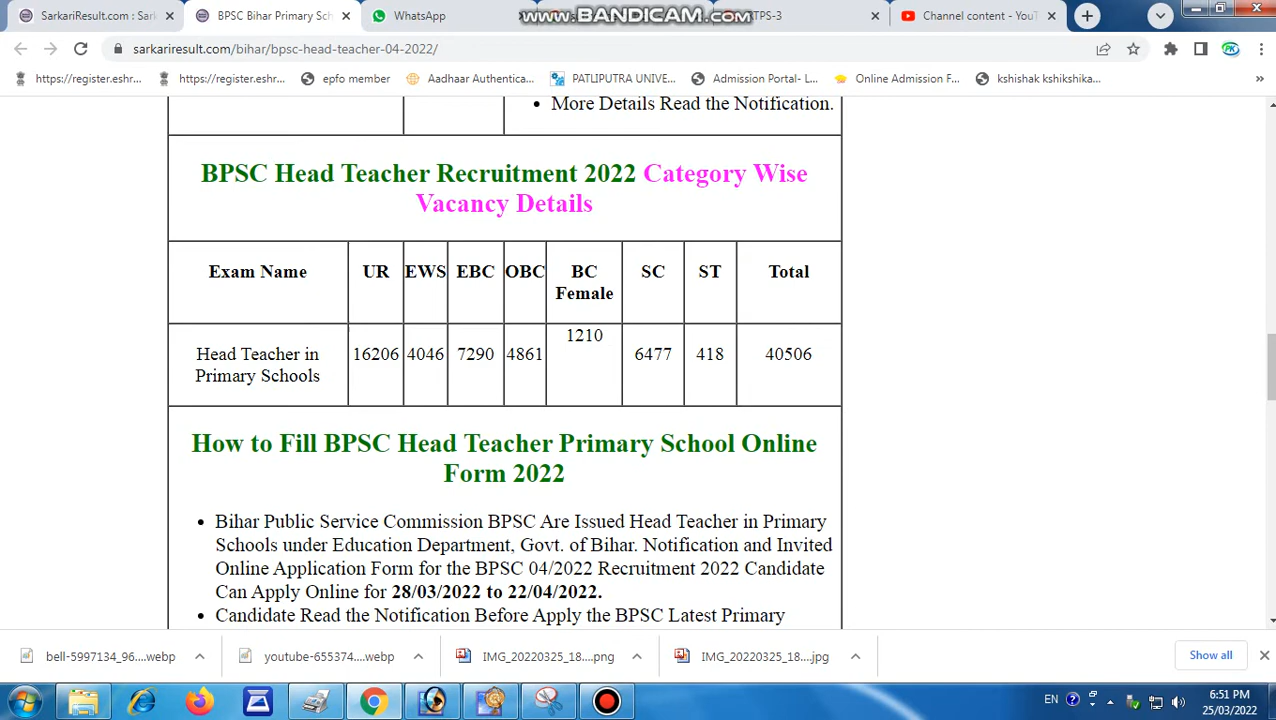 SarkariResult.com : Sark
BPSC Bihar Primary Sch
WhatsApp
www.BANDICAM.com
RTPS-3
Channel content - YouT
sarkariresult.com/bihar/bpsc-head-teacher-04-2022/
https://register.eshr...
https://register.eshr...
epfo member
Aadhaar Authentica...
PATLIPUTRA UNIVE...
Admission Portal- L...
Online Admission F...
kshishak kshikshika...
»
More Details Read the Notification.
BPSC Head Teacher Recruitment 2022 Category Wise
Vacancy Details
Exam Name UR EWS EBC OBC BC Female SC ST Total
Head Teacher in Primary Schools 16206 4046 7290 4861 1210 6477 418 40506
How to Fill BPSC Head Teacher Primary School Online
Form 2022
Bihar Public Service Commission BPSC Are Issued Head Teacher in Primary
Schools under Education Department, Govt. of Bihar. Notification and Invited
Online Application Form for the BPSC 04/2022 Recruitment 2022 Candidate
Can Apply Online for 28/03/2022 to 22/04/2022.
Candidate Read the Notification Before Apply the BPSC Latest Primary
bell-5997134_96....webp
youtube-655374....webp
IMG_20220325_18....png
IMG_20220325_18....jpg
Show all
EN
6:51 PM
25/03/2022